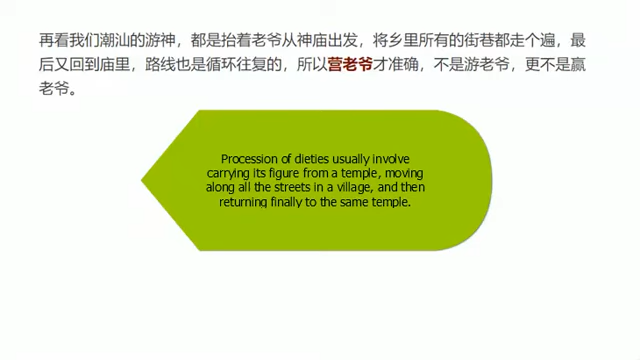 再看我们潮汕的游神，都是抬着老爷从神庙出发，将乡里所有的街巷都走个遍，最
后又回到庙里，路线也是循环往复的，所以营老爷才准确，不是游老爷，更不是赢
老爷。
Procession of dieties usually involve
carrying its figure from a temple, moving
along all the streets in a village, and then
returning finally to the same temple.